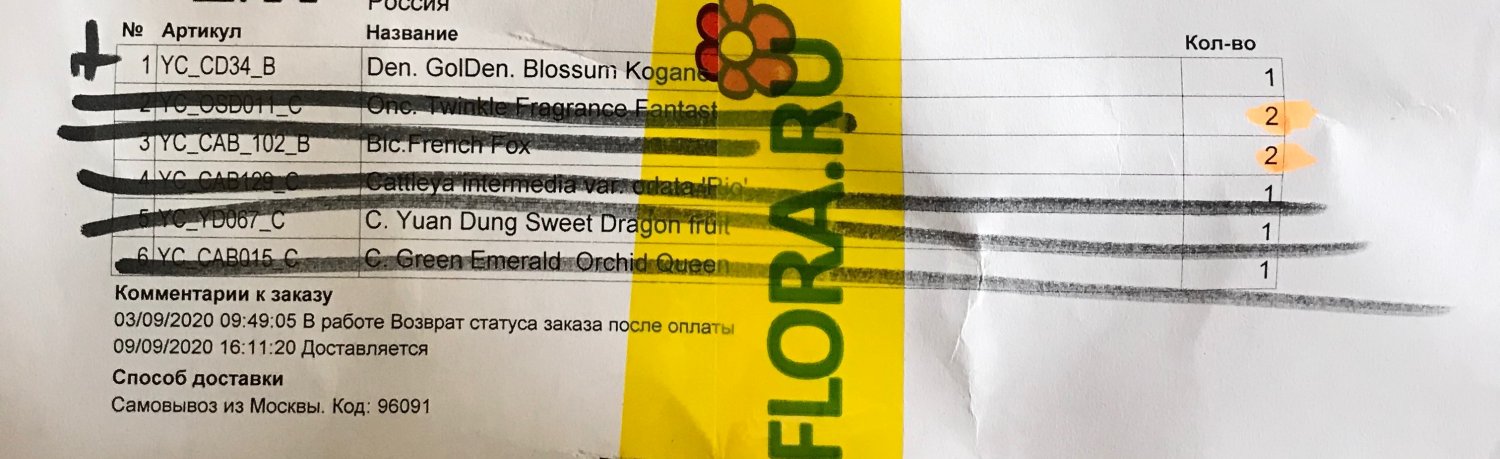 Россия
№ Артикул Название Кол-во
1 YC_CD34_B Den. GolDen. Blossum Kogane 1
2 YC_OSD011_C Onc. Twinkle Fragrance Fantast 2
3 YC_CAB_102_B Blc.French Fox 2
4 YC_CAB129_C Cattleya intermedia var. orlata 'Rio' 1
5 YC_YD067_C C. Yuan Dung Sweet Dragon fruit 1
6 YC_CAB015_C C. Green Emerald Orchid Queen 1
Комментарии к заказу
03/09/2020 09:49:05 В работе Возврат статуса заказа после оплаты
09/09/2020 16:11:20 Доставляется
Способ доставки
Самовывоз из Москвы. Код: 96091
FLORA.RU